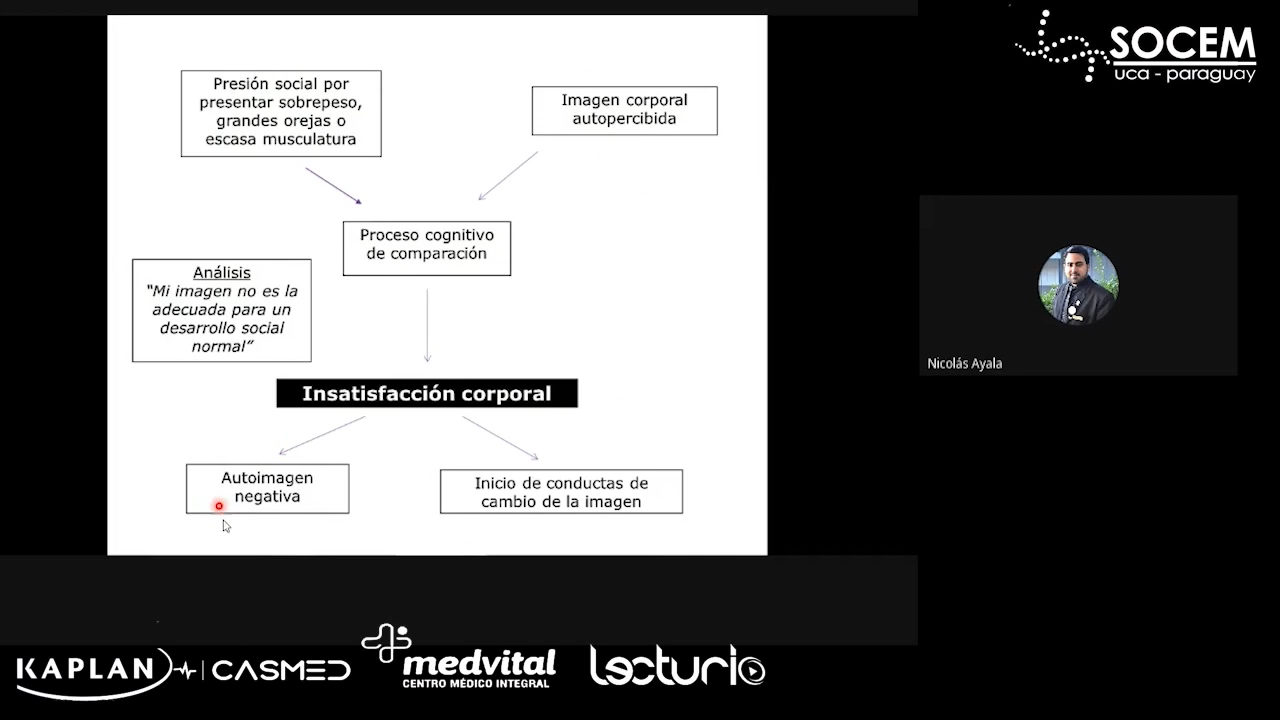 SOCEM
uca - paraguay
Presión social por
presentar sobrepeso,
grandes orejas o
escasa musculatura
Imagen corporal
autopercibida
Proceso cognitivo
de comparación
Análisis
“Mi imagen no es la
adecuada para un
desarrollo social
normal”
Insatisfacción corporal
Autoimagen
negativa
Inicio de conductas de
cambio de la imagen
Nicolás Ayala
KAPLAN
CASMED
medvital
CENTRO MÉDICO INTEGRAL
lecturio